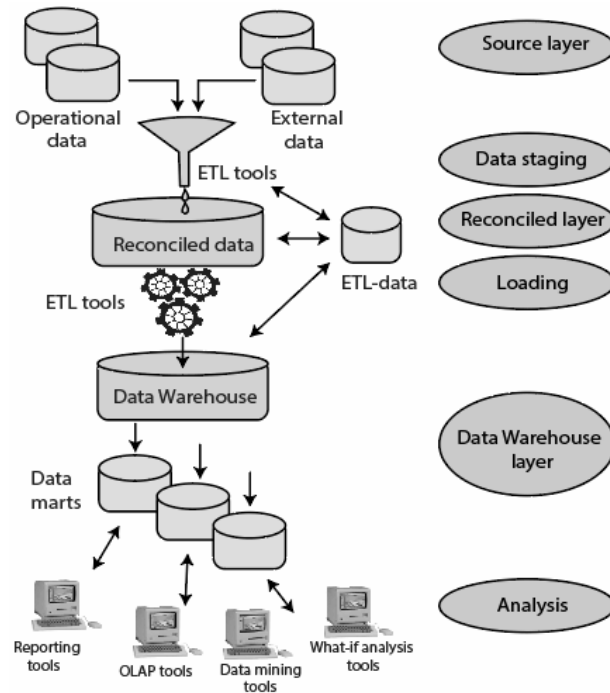 Source layer
Operational
data
External
data
ETL tools
Data staging
Reconciled data
Reconciled layer
ETL-data
ETL tools
Loading
Data Warehouse
Data Warehouse
layer
Data
marts
Analysis
Reporting
tools
OLAP tools
Data mining
tools
What-if analysis
tools